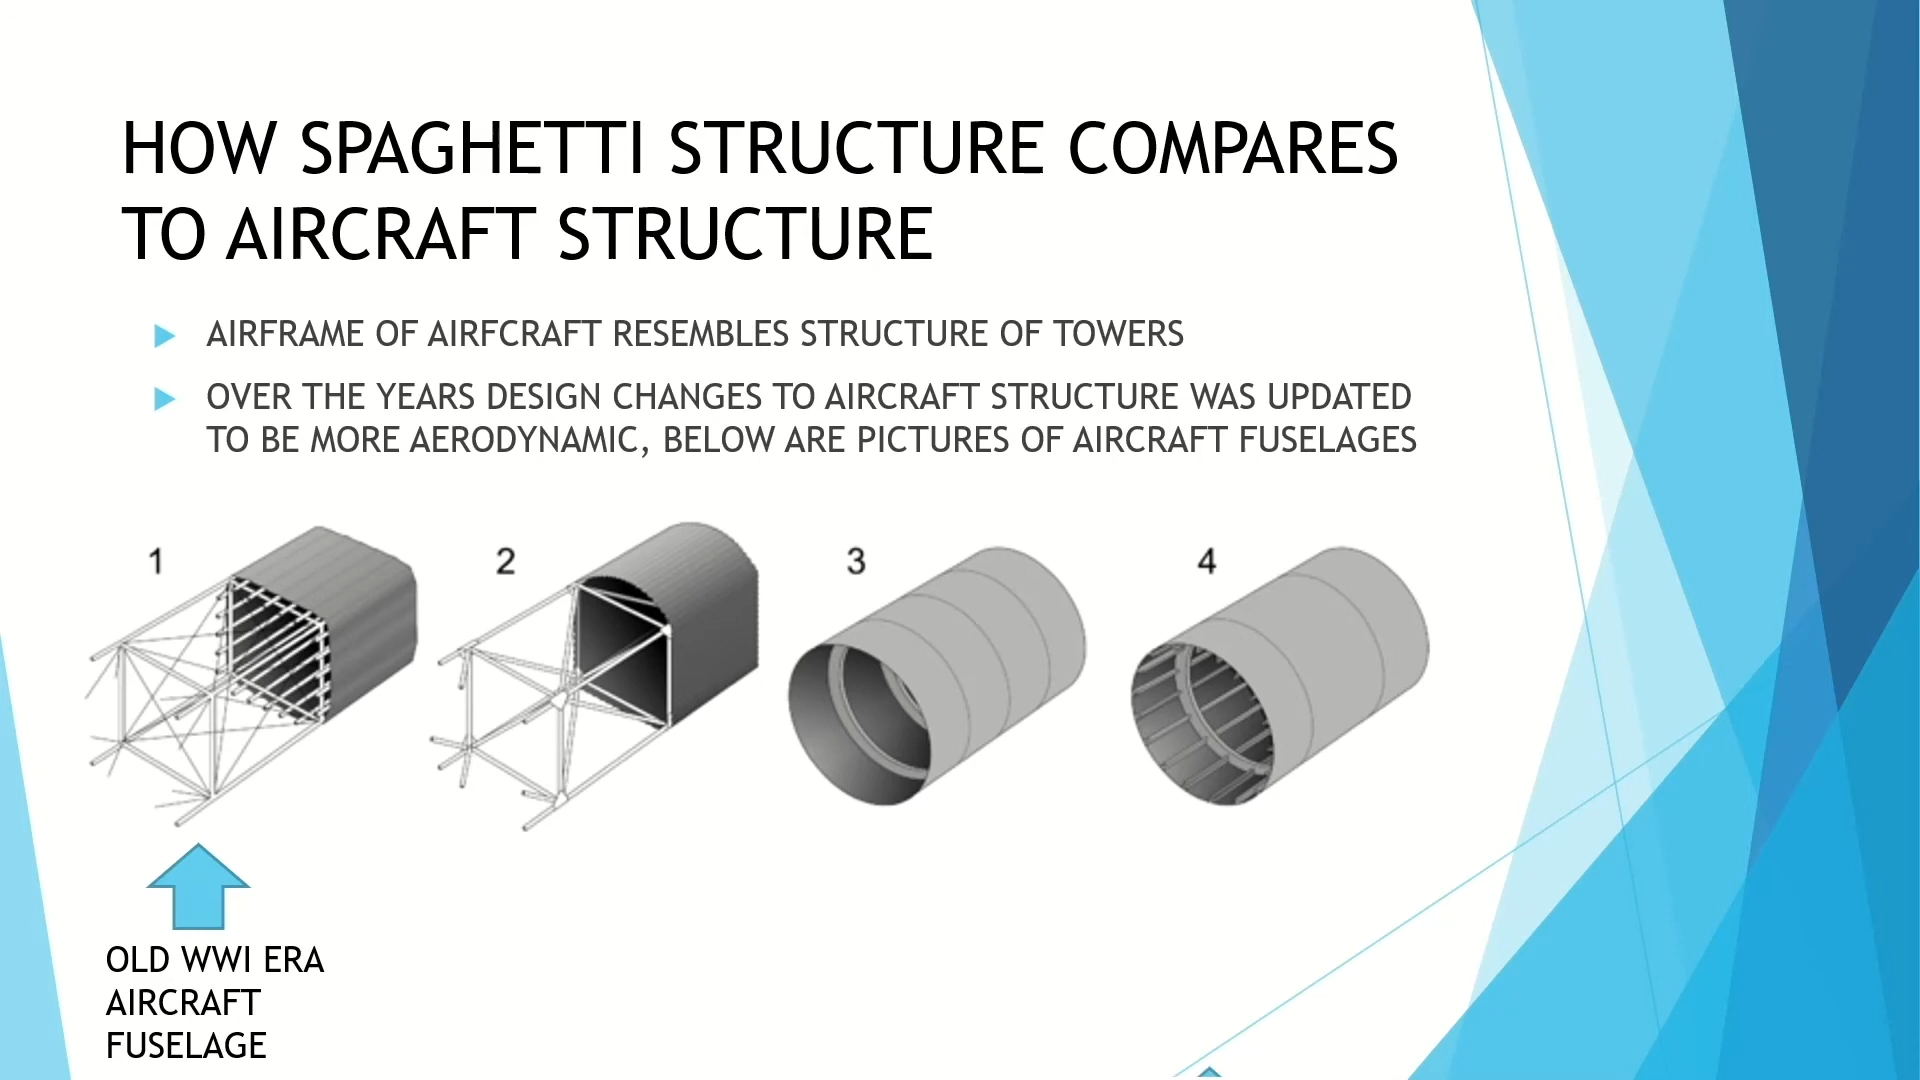 HOW SPAGHETTI STRUCTURE COMPARES
TO AIRCRAFT STRUCTURE
AIRFRAME OF AIRFCRAFT RESEMBLES STRUCTURE OF TOWERS
OVER THE YEARS DESIGN CHANGES TO AIRCRAFT STRUCTURE WAS UPDATED
TO BE MORE AERODYNAMIC, BELOW ARE PICTURES OF AIRCRAFT FUSELAGES
1
2
3
4
OLD WWI ERA
AIRCRAFT
FUSELAGE